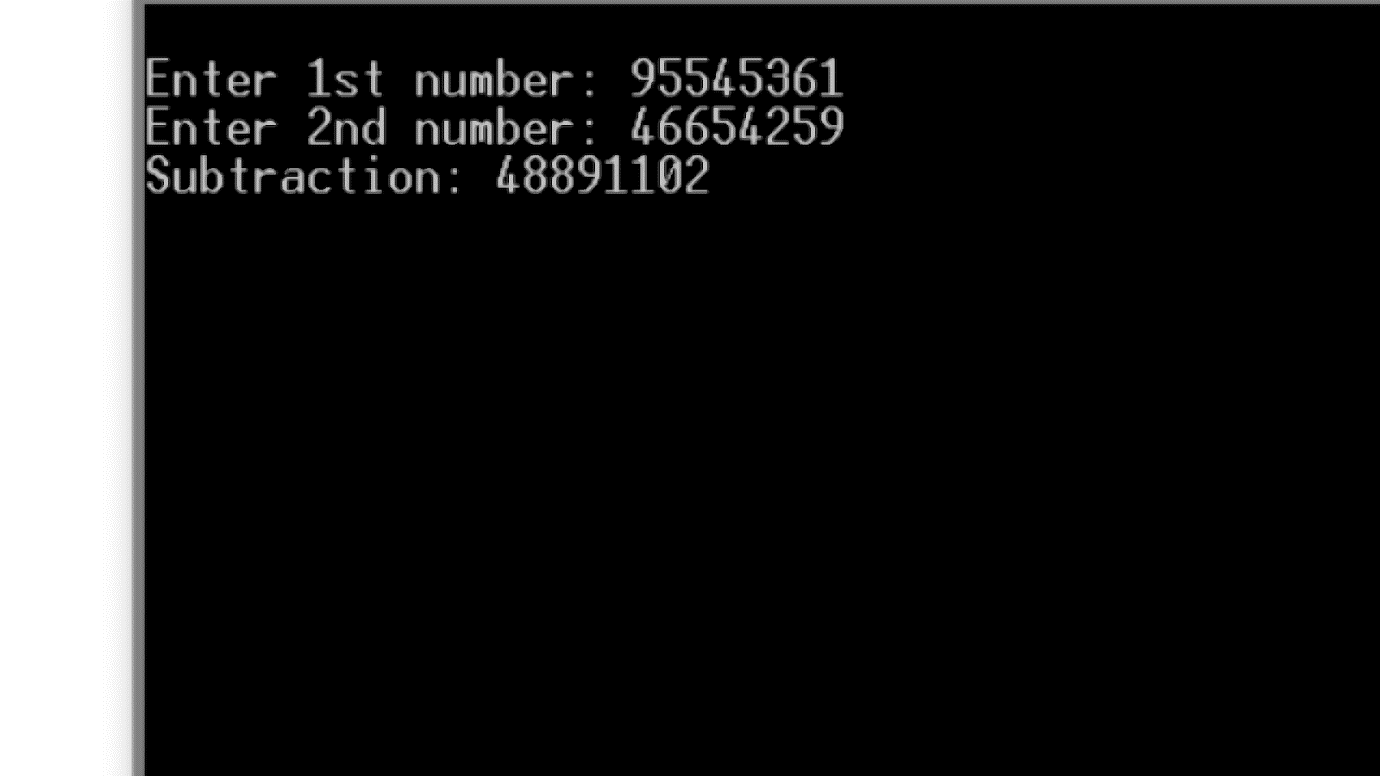 Enter 1st number: 95545361
Enter 2nd number: 46654259
Subtraction: 48891102